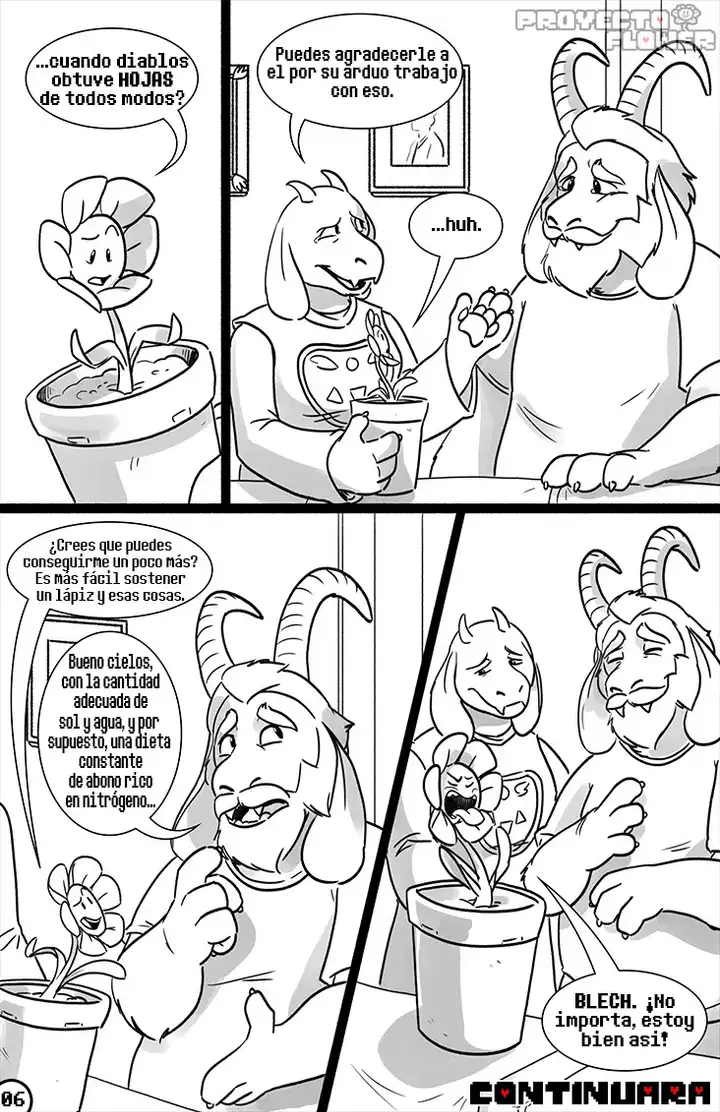 PROYECTO
FLOWER
...cuando diablos
obtuve HOJAS
de todos modos?
Puedes agradecerle a
el por su arduo trabajo
con eso.
...huh.
¿Crees que puedes
conseguirme un poco más?
Es más fácil sostener
un lápiz y esas cosas.
Bueno cielos,
con la cantidad
adecuada de
sol y agua, y por
supuesto, una dieta
constante
de abono rico
en nitrógeno...
BLECH. ¡No
importa, estoy
bien asi!
06
CONTINUARA